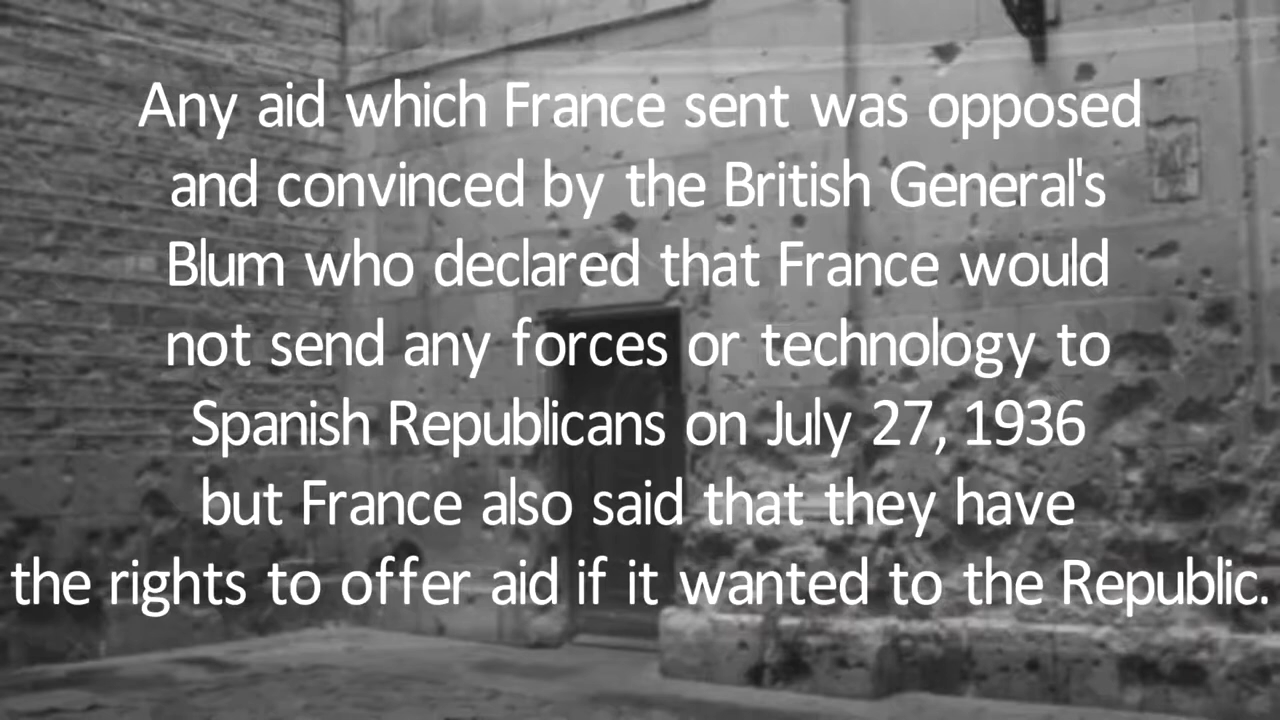 Any aid which France sent was opposed
and convinced by the British General's
Blum who declared that France would
not send any forces or technology to
Spanish Republicans on July 27, 1936
but France also said that they have
the rights to offer aid if it wanted to the Republic.